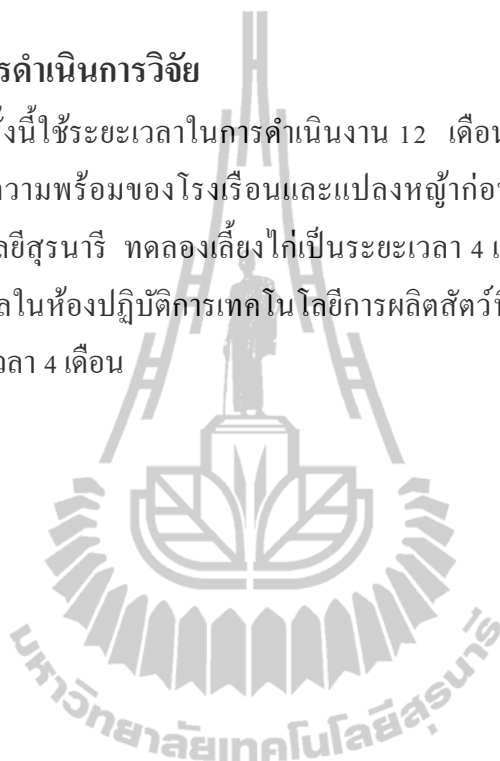 รดำเนินการวิจัย
ั้งนี้ใช้ระยะเวลาในการดำเนินงาน 12 เดือน
ความพร้อมของโรงเรือนและแปลงหญ้าก่อน
ลยีสุรนารี ทดลองเลี้ยงไก่เป็นระยะเวลา 4 เ
ลในห้องปฏิบัติการเทคโนโลยีการผลิตสัตว์
วลา 4 เดือน
มหาวิทยาลัยเทคโนโลยีสุรนารี